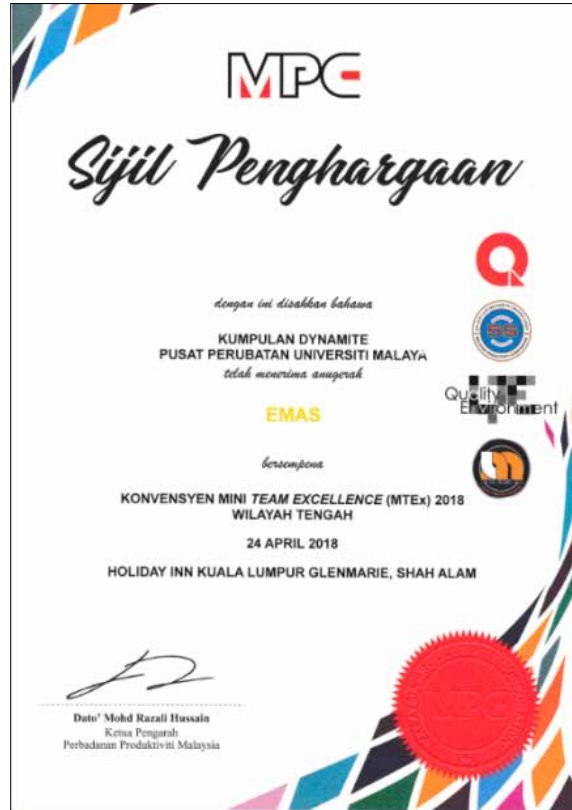 MPC
Sijil Penghargaan
dengan ini disahkan bahawa
KUMPULAN DYNAMITE
PUSAT PERUBATAN UNIVERSITI MALAYA
telah menerima anugerah
EMAS
bersempena
KONVENSYEN MINI TEAM EXCELLENCE (MTEx) 2018
WILAYAH TENGAH
24 APRIL 2018
HOLIDAY INN KUALA LUMPUR GLENMARIE, SHAH ALAM
Quality
Environment
Dato' Mohd Razali Hussain
Ketua Pengarah
Perbadanan Produktiviti Malaysia
MPC